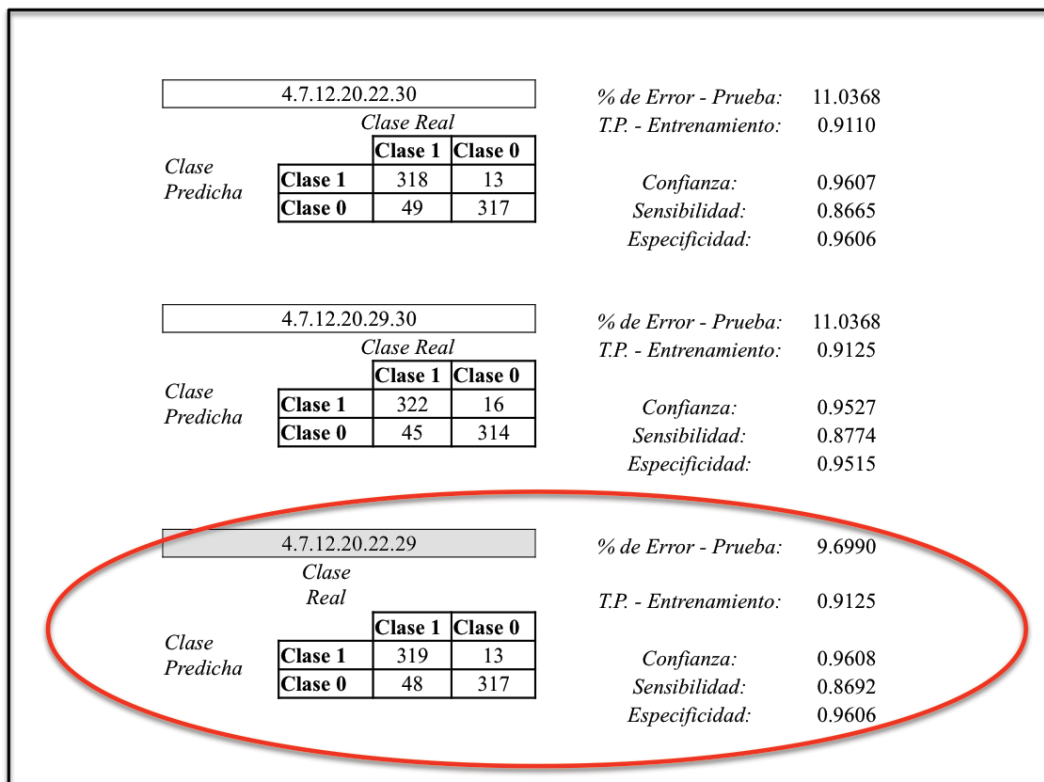 4.7.12.20.22.30 % de Error - Prueba: 11.0368
Clase Real T.P. - Entrenamiento: 0.9110
Clase 1 Clase 0
Clase
Predicha
Clase 1 318 13 Confianza: 0.9607
Clase 0 49 317 Sensibilidad: 0.8665
Especificidad: 0.9606
4.7.12.20.29.30 % de Error - Prueba: 11.0368
Clase Real T.P. - Entrenamiento: 0.9125
Clase 1 Clase 0
Clase
Predicha
Clase 1 322 16 Confianza: 0.9527
Clase 0 45 314 Sensibilidad: 0.8774
Especificidad: 0.9515
4.7.12.20.22.29 % de Error - Prueba: 9.6990
Clase
Real T.P. - Entrenamiento: 0.9125
Clase 1 Clase 0
Clase
Predicha
Clase 1 319 13 Confianza: 0.9608
Clase 0 48 317 Sensibilidad: 0.8692
Especificidad: 0.9606